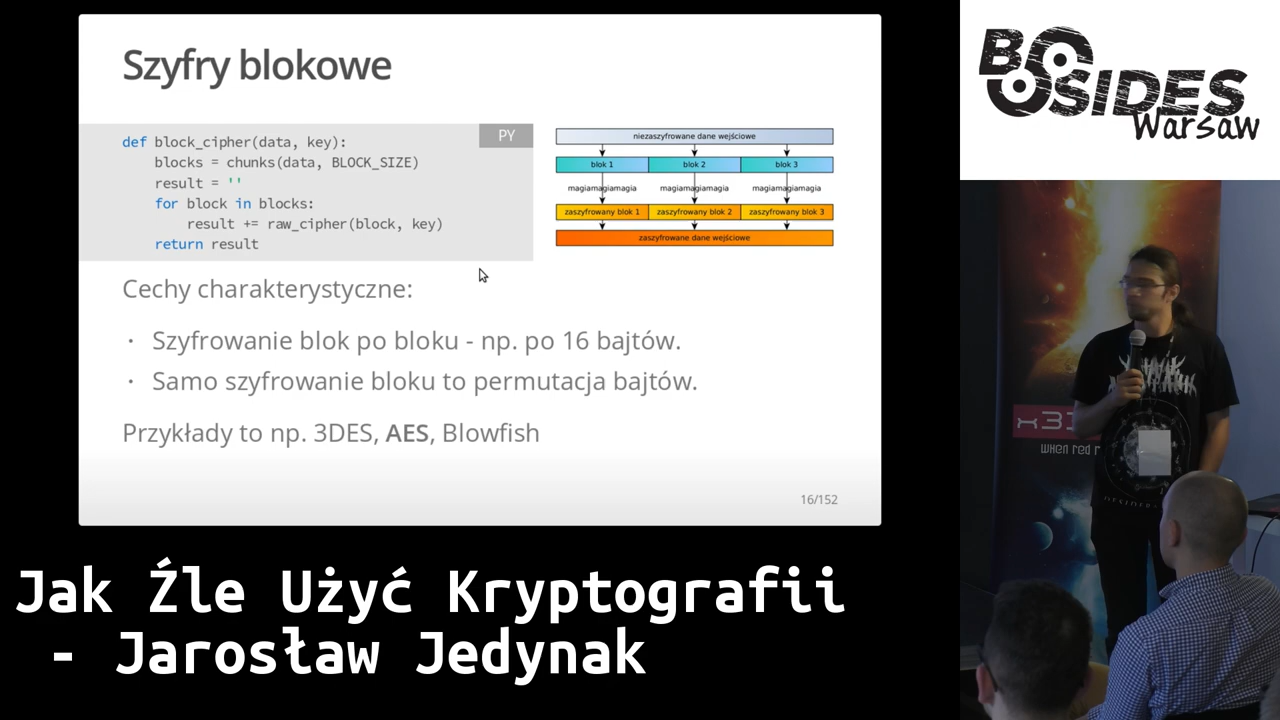 Szyfry blokowe
PY
def block_cipher(data, key):
blocks = chunks(data, BLOCK_SIZE)
result = ''
for block in blocks:
result += raw_cipher(block, key)
return result
niezaszyfrowane dane wejściowe
blok 1 blok 2 blok 3
magiamagiamagia magiamagiamagia magiamagiamagia
zaszyfrowany blok 1 zaszyfrowany blok 2 zaszyfrowany blok 3
zaszyfrowane dane wejściowe
Cechy charakterystyczne:
· Szyfrowanie blok po bloku - np. po 16 bajtów.
· Samo szyfrowanie bloku to permutacja bajtów.
Przykłady to np. 3DES, AES, Blowfish
16/152
Jak Źle Użyć Kryptografii
- Jarosław Jedynak
BSIDES
Warsaw
when red